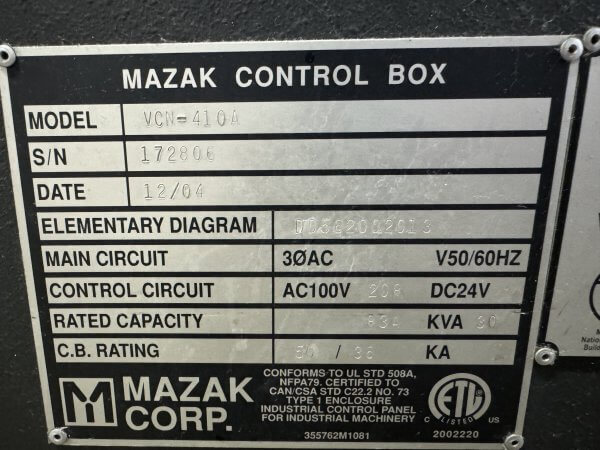 MAZAK CONTROL BOX
MODEL VCN-410A
S/N 172806
DATE 12/04
ELEMENTARY DIAGRAM
MAIN CIRCUIT 3ØAC V50/60HZ
CONTROL CIRCUIT AC100V 208 DC24V
RATED CAPACITY 83A KVA 30
C.B. RATING / KA
M MAZAK CORP.
CONFORMS TO UL STD 508A,
NFPA79. CERTIFIED TO
CAN/CSA STD C22.2 NO. 73
TYPE 1 ENCLOSURE
INDUSTRIAL CONTROL PANEL
FOR INDUSTRIAL MACHINERY
355762M1081
ETL
C LISTED US
2002220